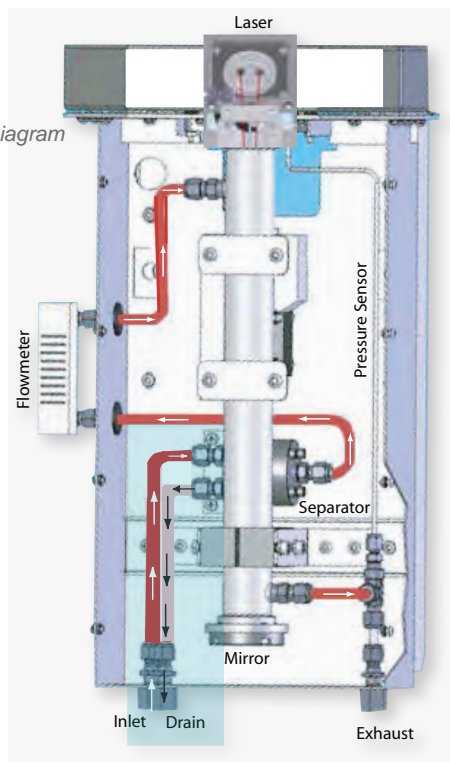 Laser
iagram
Flowmeter
Pressure Sensor
Separator
Mirror
Inlet
Drain
Exhaust